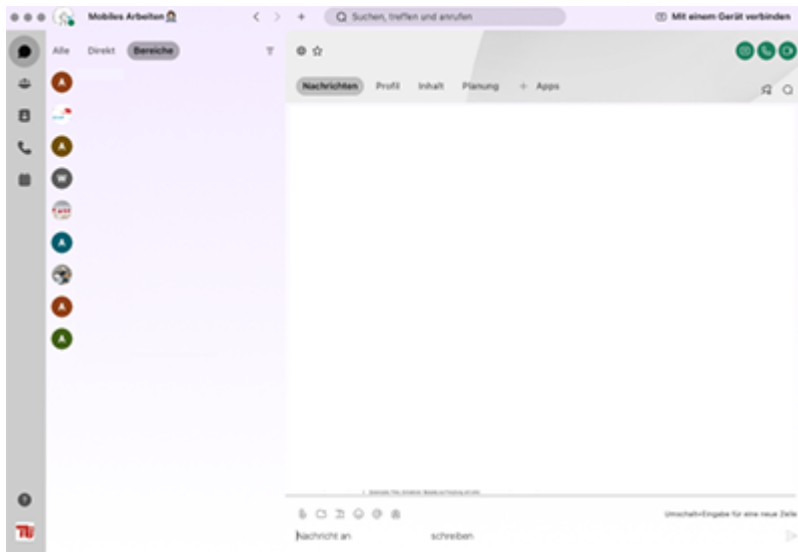 Mobiles Arbeiten
Suchen, treffen und anrufen
Mit einem Gerät verbinden
Alle Direkt Bereiche
Nachrichten Profil Inhalt Planung + Apps
A
A
W
A
A
A
Umschalt+Eingabe für eine neue Zeile
Nachricht an schreiben